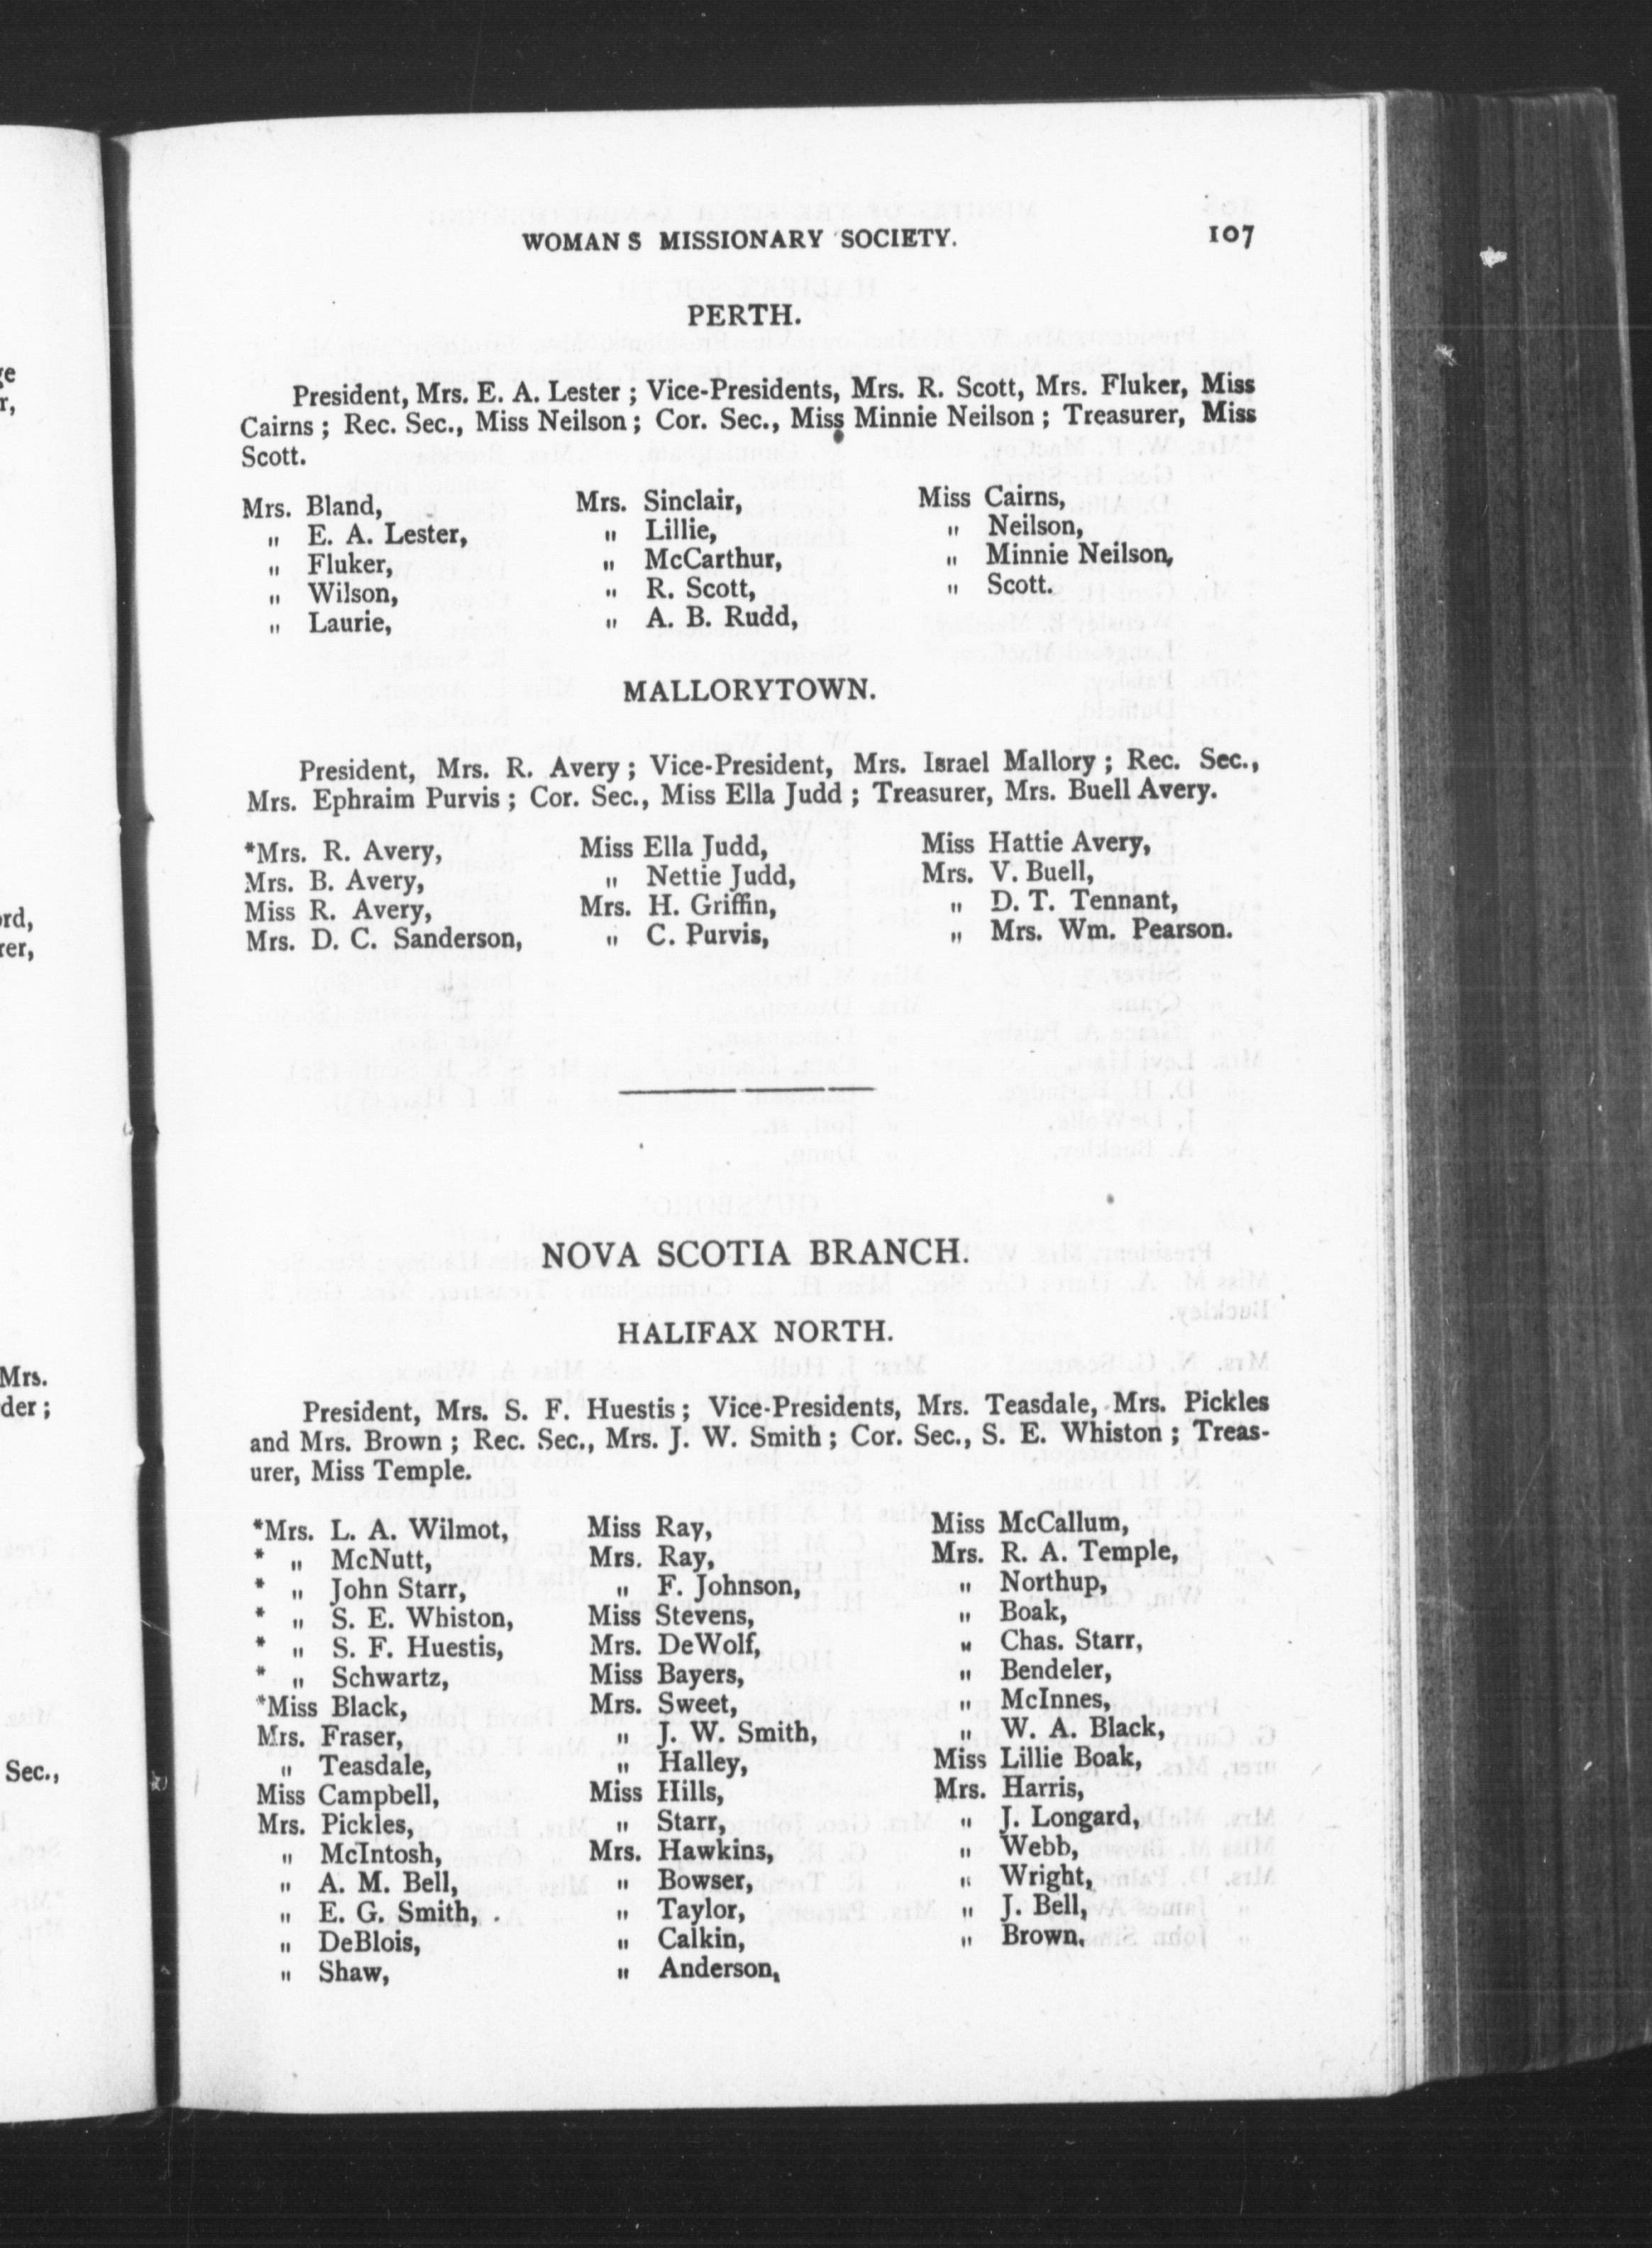 WOMANS MISSIONARY SOCIETY. 107
PERTH.
President, Mrs. E. A. Lester ; Vice-Presidents, Mrs. R. Scott, Mrs. Fluker, Miss
Cairns ; Rec. Sec., Miss Neilson ; Cor. Sec., Miss Minnie Neilson ; Treasurer, Miss
Scott.
Mrs. Bland,
„ E. A. Lester,
„ Fluker,
„ Wilson,
„ Laurie,
Mrs. Sinclair,
„ Lillie,
„ McCarthur,
„ R. Scott,
„ A. B. Rudd,
Miss Cairns,
„ Neilson,
„ Minnie Neilson,
„ Scott.
MALLORYTOWN.
President, Mrs. R. Avery ; Vice-President, Mrs. Israel Mallory ; Rec. Sec.,
Mrs. Ephraim Purvis ; Cor. Sec., Miss Ella Judd ; Treasurer, Mrs. Buell Avery.
*Mrs. R. Avery,
Mrs. B. Avery,
Miss R. Avery,
Mrs. D. C. Sanderson,
Miss Ella Judd,
„ Nettie Judd,
Mrs. H. Griffin,
„ C. Purvis,
Miss Hattie Avery,
Mrs. V. Buell,
„ D. T. Tennant,
„ Mrs. Wm. Pearson.
NOVA SCOTIA BRANCH.
HALIFAX NORTH.
President, Mrs. S. F. Huestis ; Vice-Presidents, Mrs. Teasdale, Mrs. Pickles
and Mrs. Brown ; Rec. Sec., Mrs. J. W. Smith ; Cor. Sec., S. E. Whiston ; Treas-
urer, Miss Temple.
*Mrs. L. A. Wilmot,
* „ McNutt,
* „ John Starr,
* „ S. E. Whiston,
* „ S. F. Huestis,
* „ Schwartz,
*Miss Black,
Mrs. Fraser,
„ Teasdale,
Miss Campbell,
Mrs. Pickles,
„ McIntosh,
„ A. M. Bell,
„ E. G. Smith,
„ DeBlois,
„ Shaw,
Miss Ray,
Mrs. Ray,
„ F. Johnson,
Miss Stevens,
Mrs. DeWolf,
Miss Bayers,
Mrs. Sweet,
„ J. W. Smith,
„ Halley,
Miss Hills,
„ Starr,
Mrs. Hawkins,
„ Bowser,
„ Taylor,
„ Calkin,
„ Anderson,
Miss McCallum,
Mrs. R. A. Temple,
„ Northup,
„ Boak,
„ Chas. Starr,
„ Bendeler,
„ McInnes,
„ W. A. Black,
Miss Lillie Boak,
Mrs. Harris,
„ J. Longard,
„ Webb,
„ Wright,
„ J. Bell,
„ Brown.